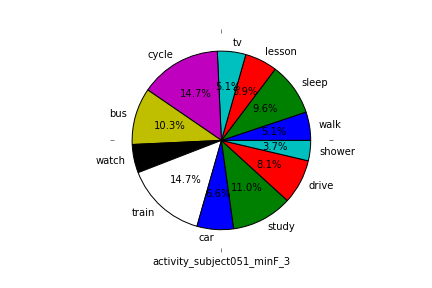 tv
cycle
lesson
sleep
5.1%
5.9%
14.7%
9.6%
bus
10.3%
walk
5.1%
3.7%
shower
watch
8.1%
drive
14.7%
11.0%
6.6%
train
study
car
activity_subject051_minF_3